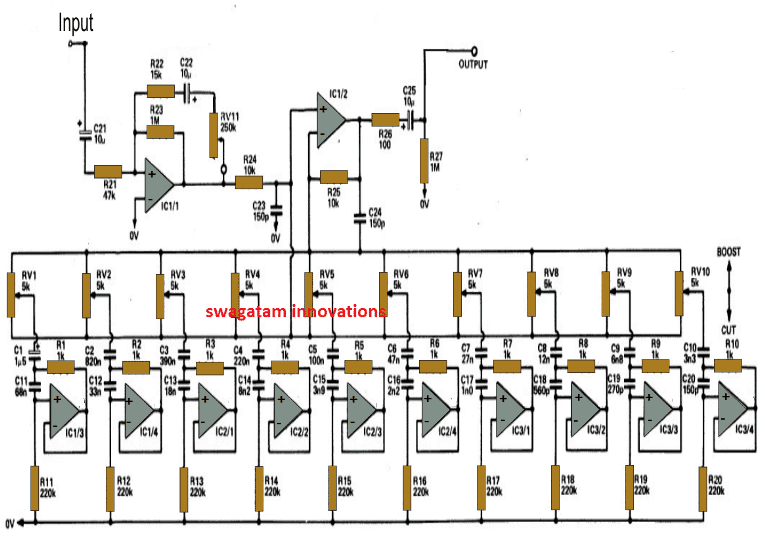 Input
OUTPUT
R22
15k
C22
10µ
+
R23
1M
RV11
250k
C21
10µ
+
R21
47k
+
-
IC1/1
0V
R24
10k
C23
150p
0V
IC1/2
+
-
R25
10k
C24
150p
R26
100
C25
10µ
+
R27
1M
0V
RV1
5k
RV2
5k
RV3
5k
RV4
5k
RV5
5k
RV6
5k
RV7
5k
RV8
5k
RV9
5k
RV10
5k
BOOST
CUT
swagatam innovations
C1
1µ5
+
R1
1k
C2
820n
R2
1k
C3
390n
R3
1k
C4
220n
R4
1k
C5
100n
R5
1k
C6
47n
R6
1k
C7
27n
R7
1k
C8
12n
R8
1k
C9
6n8
R9
1k
C10
3n3
R10
1k
C11
68n
C12
33n
C13
18n
C14
8n2
C15
3n9
C16
2n2
C17
1n0
C18
560p
C19
270p
C20
150p
+
-
IC1/3
+
-
IC1/4
+
-
IC2/1
+
-
IC2/2
+
-
IC2/3
+
-
IC2/4
+
-
IC3/1
+
-
IC3/2
+
-
IC3/3
+
-
IC3/4
R11
220k
R12
220k
R13
220k
R14
220k
R15
220k
R16
220k
R17
220k
R18
220k
R19
220k
R20
220k
0V